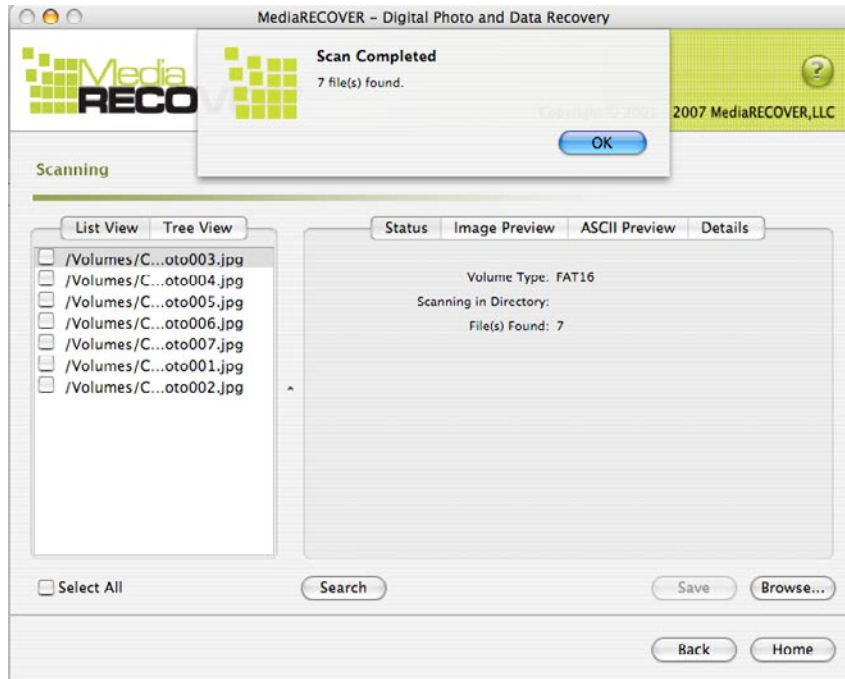 MediaRECOVER – Digital Photo and Data Recovery
Media
RECO
Scan Completed
7 file(s) found.
OK
?
2007 MediaRECOVER,LLC
Scanning
List View Tree View
/Volumes/C...oto003.jpg
/Volumes/C...oto004.jpg
/Volumes/C...oto005.jpg
/Volumes/C...oto006.jpg
/Volumes/C...oto007.jpg
/Volumes/C...oto001.jpg
/Volumes/C...oto002.jpg
Status Image Preview ASCII Preview Details
Volume Type: FAT16
Scanning in Directory:
File(s) Found: 7
Select All
Search
Save
Browse...
Back
Home